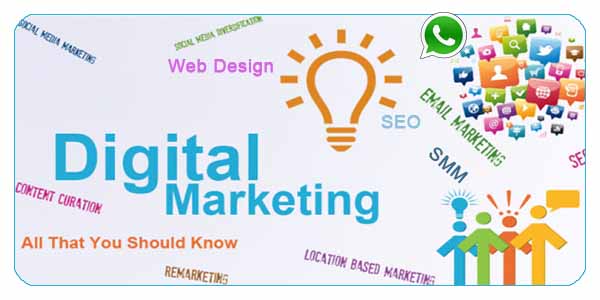 SOCIAL MEDIA MARKETING
SOCIAL MEDIA DIVERSIFICATION
Web Design
SEO
EMAIL MARKETING
SMM
Digital
Marketing
CONTENT CURATION
All That You Should Know
REMARKETING
LOCATION BASED MARKETING